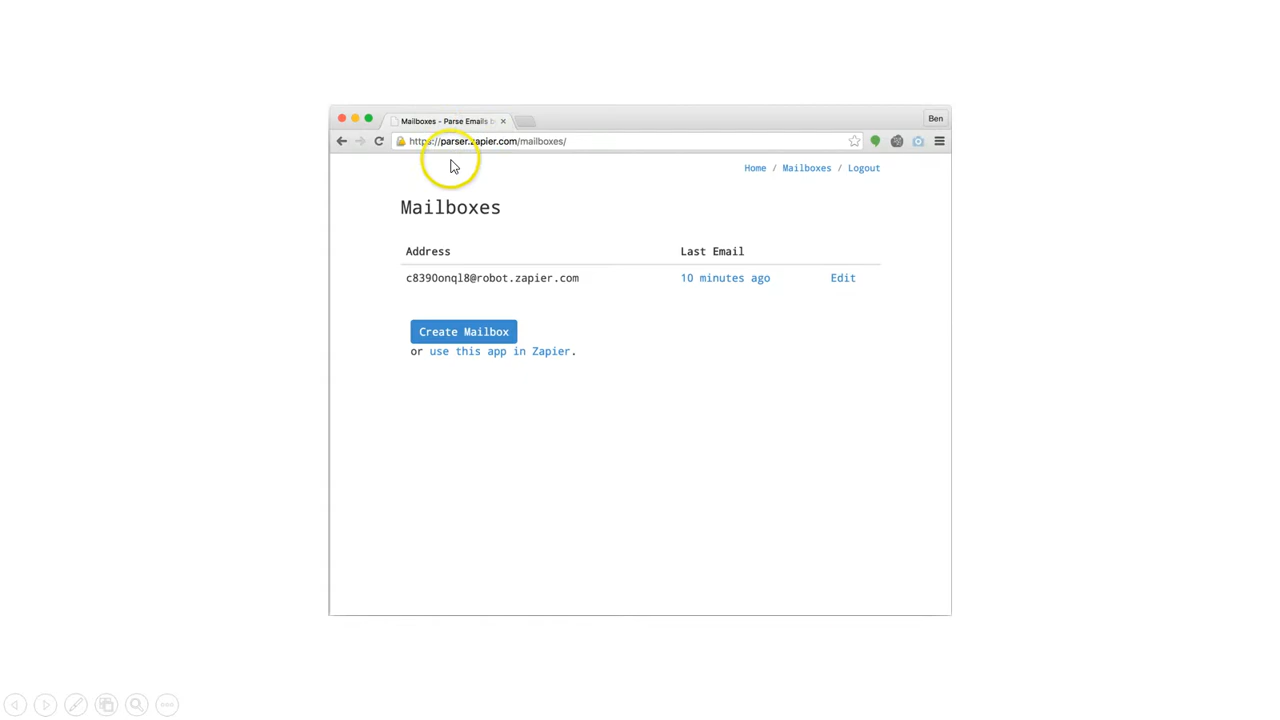 Mailboxes - Parse Emails b
Ben
https://parser.zapier.com/mailboxes/
Home / Mailboxes / Logout
Mailboxes
Address Last Email
c8390onql8@robot.zapier.com 10 minutes ago Edit
Create Mailbox
or use this app in Zapier.